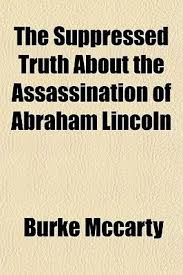 The Suppressed
Truth About the
Assassination of
Abraham Lincoln
Burke Mccarty